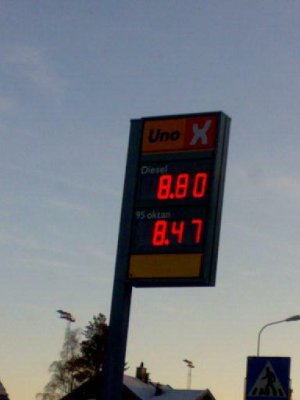 Uno X
Diesel
8.80
95 oktan
8.47